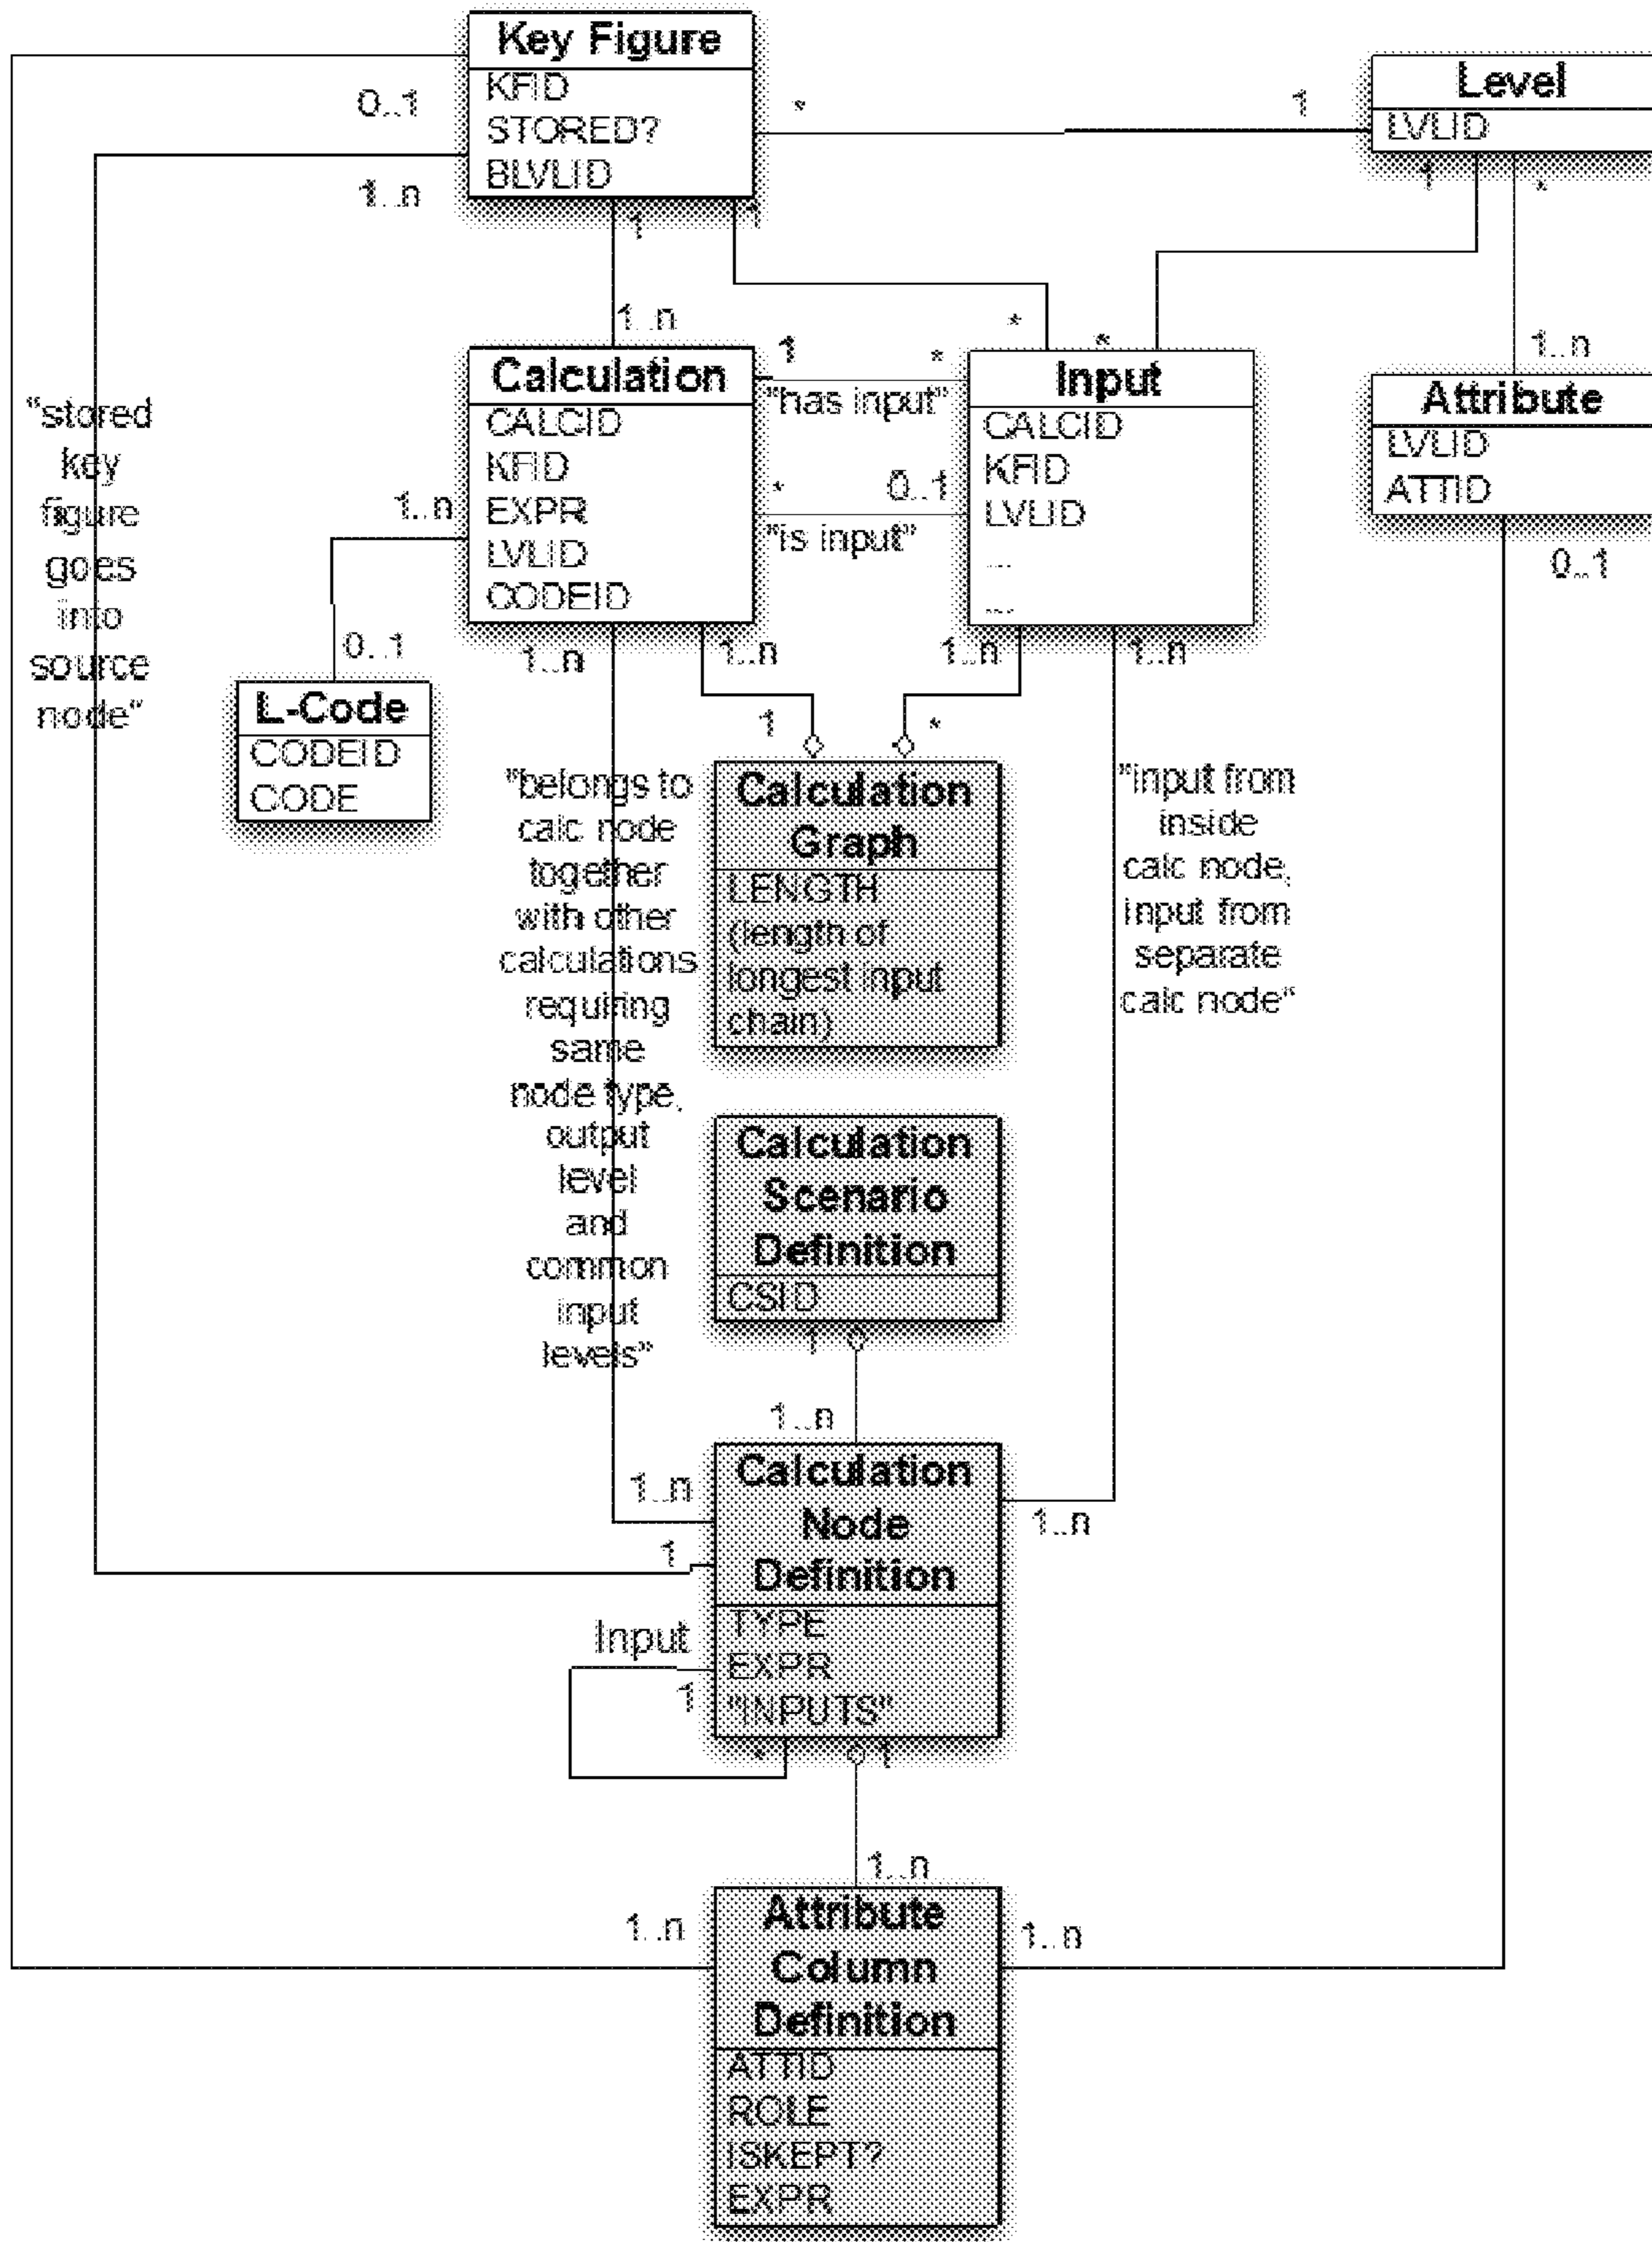 Key Figure
KFID
STORED?
BLVLID
0..1
1..n
*
1
Level
LVLID
1
1
1
*
1..n
*
*
1..n
Calculation
CALCID
KFID
EXPR
LVLID
CODEID
1
*
"has input"
*
0..1
"is input"
Input
CALCID
KFID
LVLID
...
...
Attribute
LVLID
ATTID
0..1
"stored
key
figure
goes
into
source
node"
1..n
0..1
L-Code
CODEID
CODE
1..n
1..n
1..n
1..n
1
*
"belongs to
calc node
together
with other
calculations
requiring
same
node type,
output
level
and
common
input
levels"
Calculation
Graph
LENGTH
(length of
longest input
chain)
"input from
inside
calc node,
input from
separate
calc node"
Calculation
Scenario
Definition
CSID
1
1..n
1..n
1
Calculation
Node
Definition
TYPE
EXPR
"INPUTS"
1..n
Input
1
*
1
1..n
1..n
1..n
Attribute
Column
Definition
ATTID
ROLE
ISKEPT?
EXPR